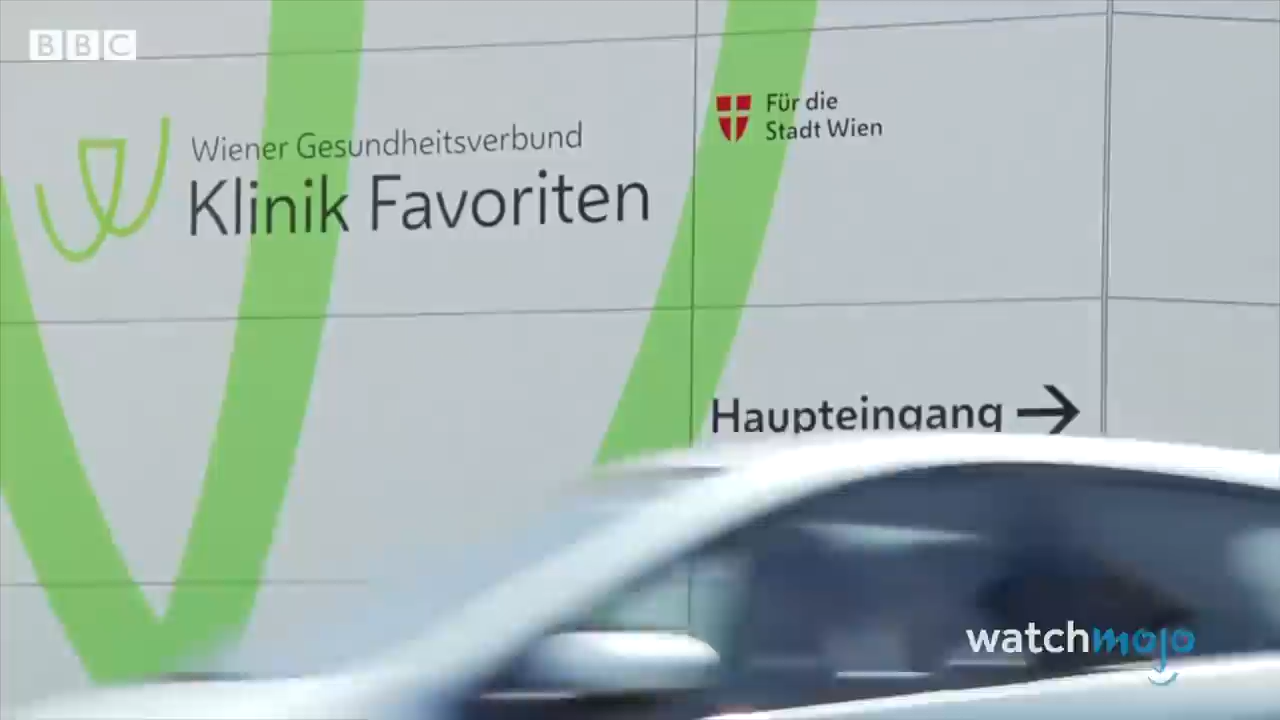 BBC
Wiener Gesundheitsverbund
Klinik Favoriten
Für die
Stadt Wien
Haupteingang
watchmojo